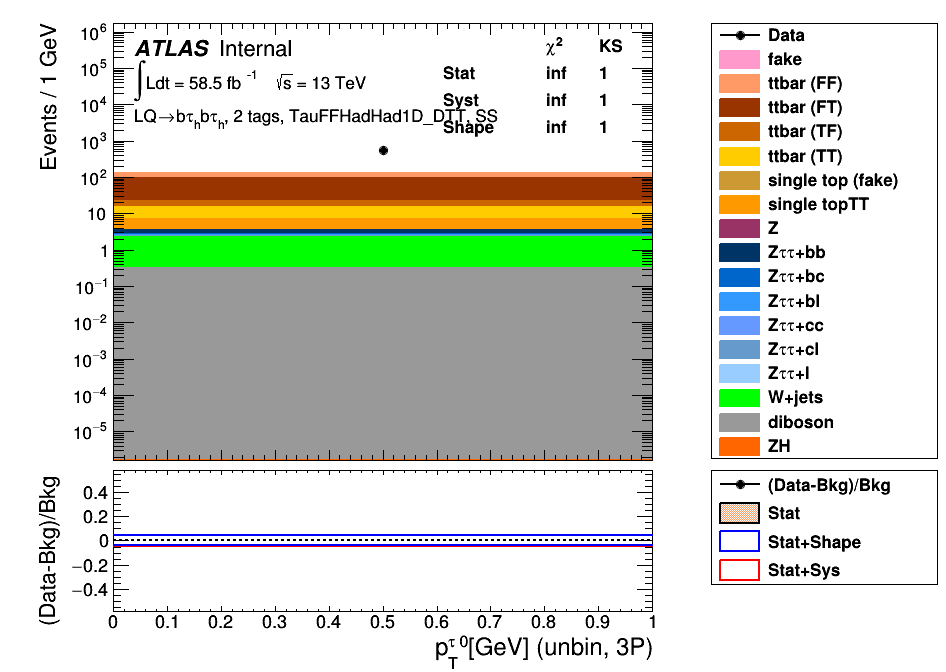 Events / 1 GeV
10⁶
10⁵
10⁴
10³
10²
10
1
10⁻¹
10⁻²
10⁻³
10⁻⁴
10⁻⁵
ATLAS Internal
∫Ldt = 58.5 fb⁻¹ √s = 13 TeV
LQ→bτₕbτₕ, 2 tags, TauFFHadHad1D_DTT, SS
χ² KS
Stat inf 1
Syst inf 1
Shape inf 1
Data
fake
ttbar (FF)
ttbar (FT)
ttbar (TF)
ttbar (TT)
single top (fake)
single topTT
Z
Zττ+bb
Zττ+bc
Zττ+bl
Zττ+cc
Zττ+cl
Zττ+l
W+jets
diboson
ZH
(Data-Bkg)/Bkg
0.4
0.2
0
−0.2
−0.4
(Data-Bkg)/Bkg
Stat
Stat+Shape
Stat+Sys
0 0.1 0.2 0.3 0.4 0.5 0.6 0.7 0.8 0.9 1
p_T^τ0[GeV] (unbin, 3P)